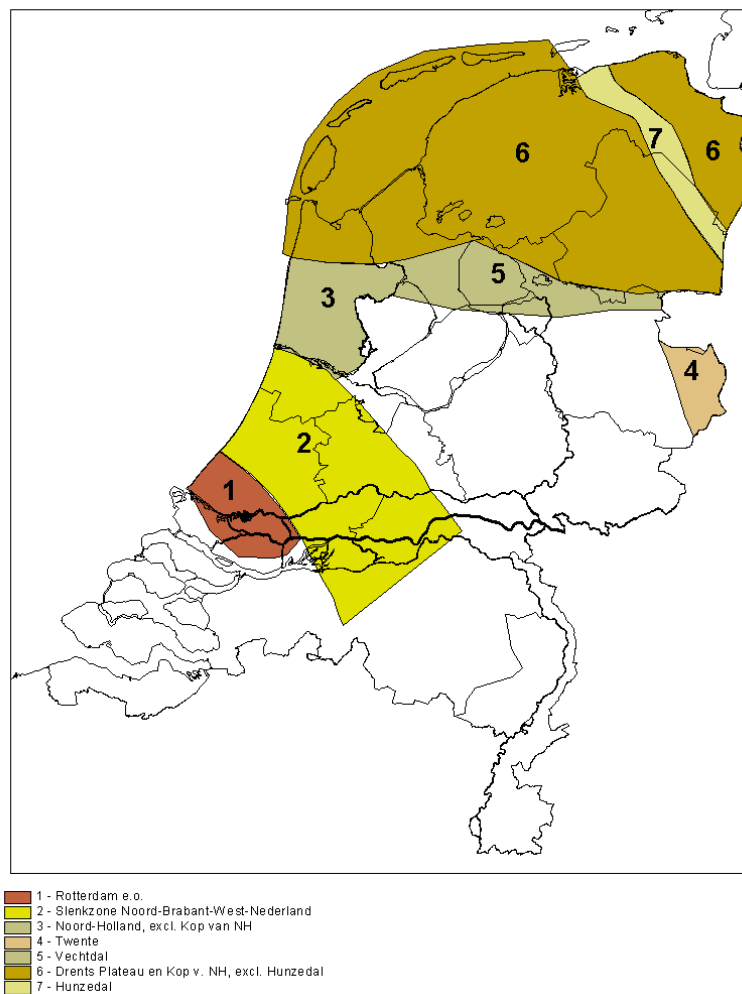 6
7
6
5
3
4
2
1
1 - Rotterdam e.o.
2 - Slenkzone Noord-Brabant-West-Nederland
3 - Noord-Holland, excl. Kop van NH
4 - Twente
5 - Vechtdal
6 - Drents Plateau en Kop v. NH, excl. Hunzedal
7 - Hunzedal